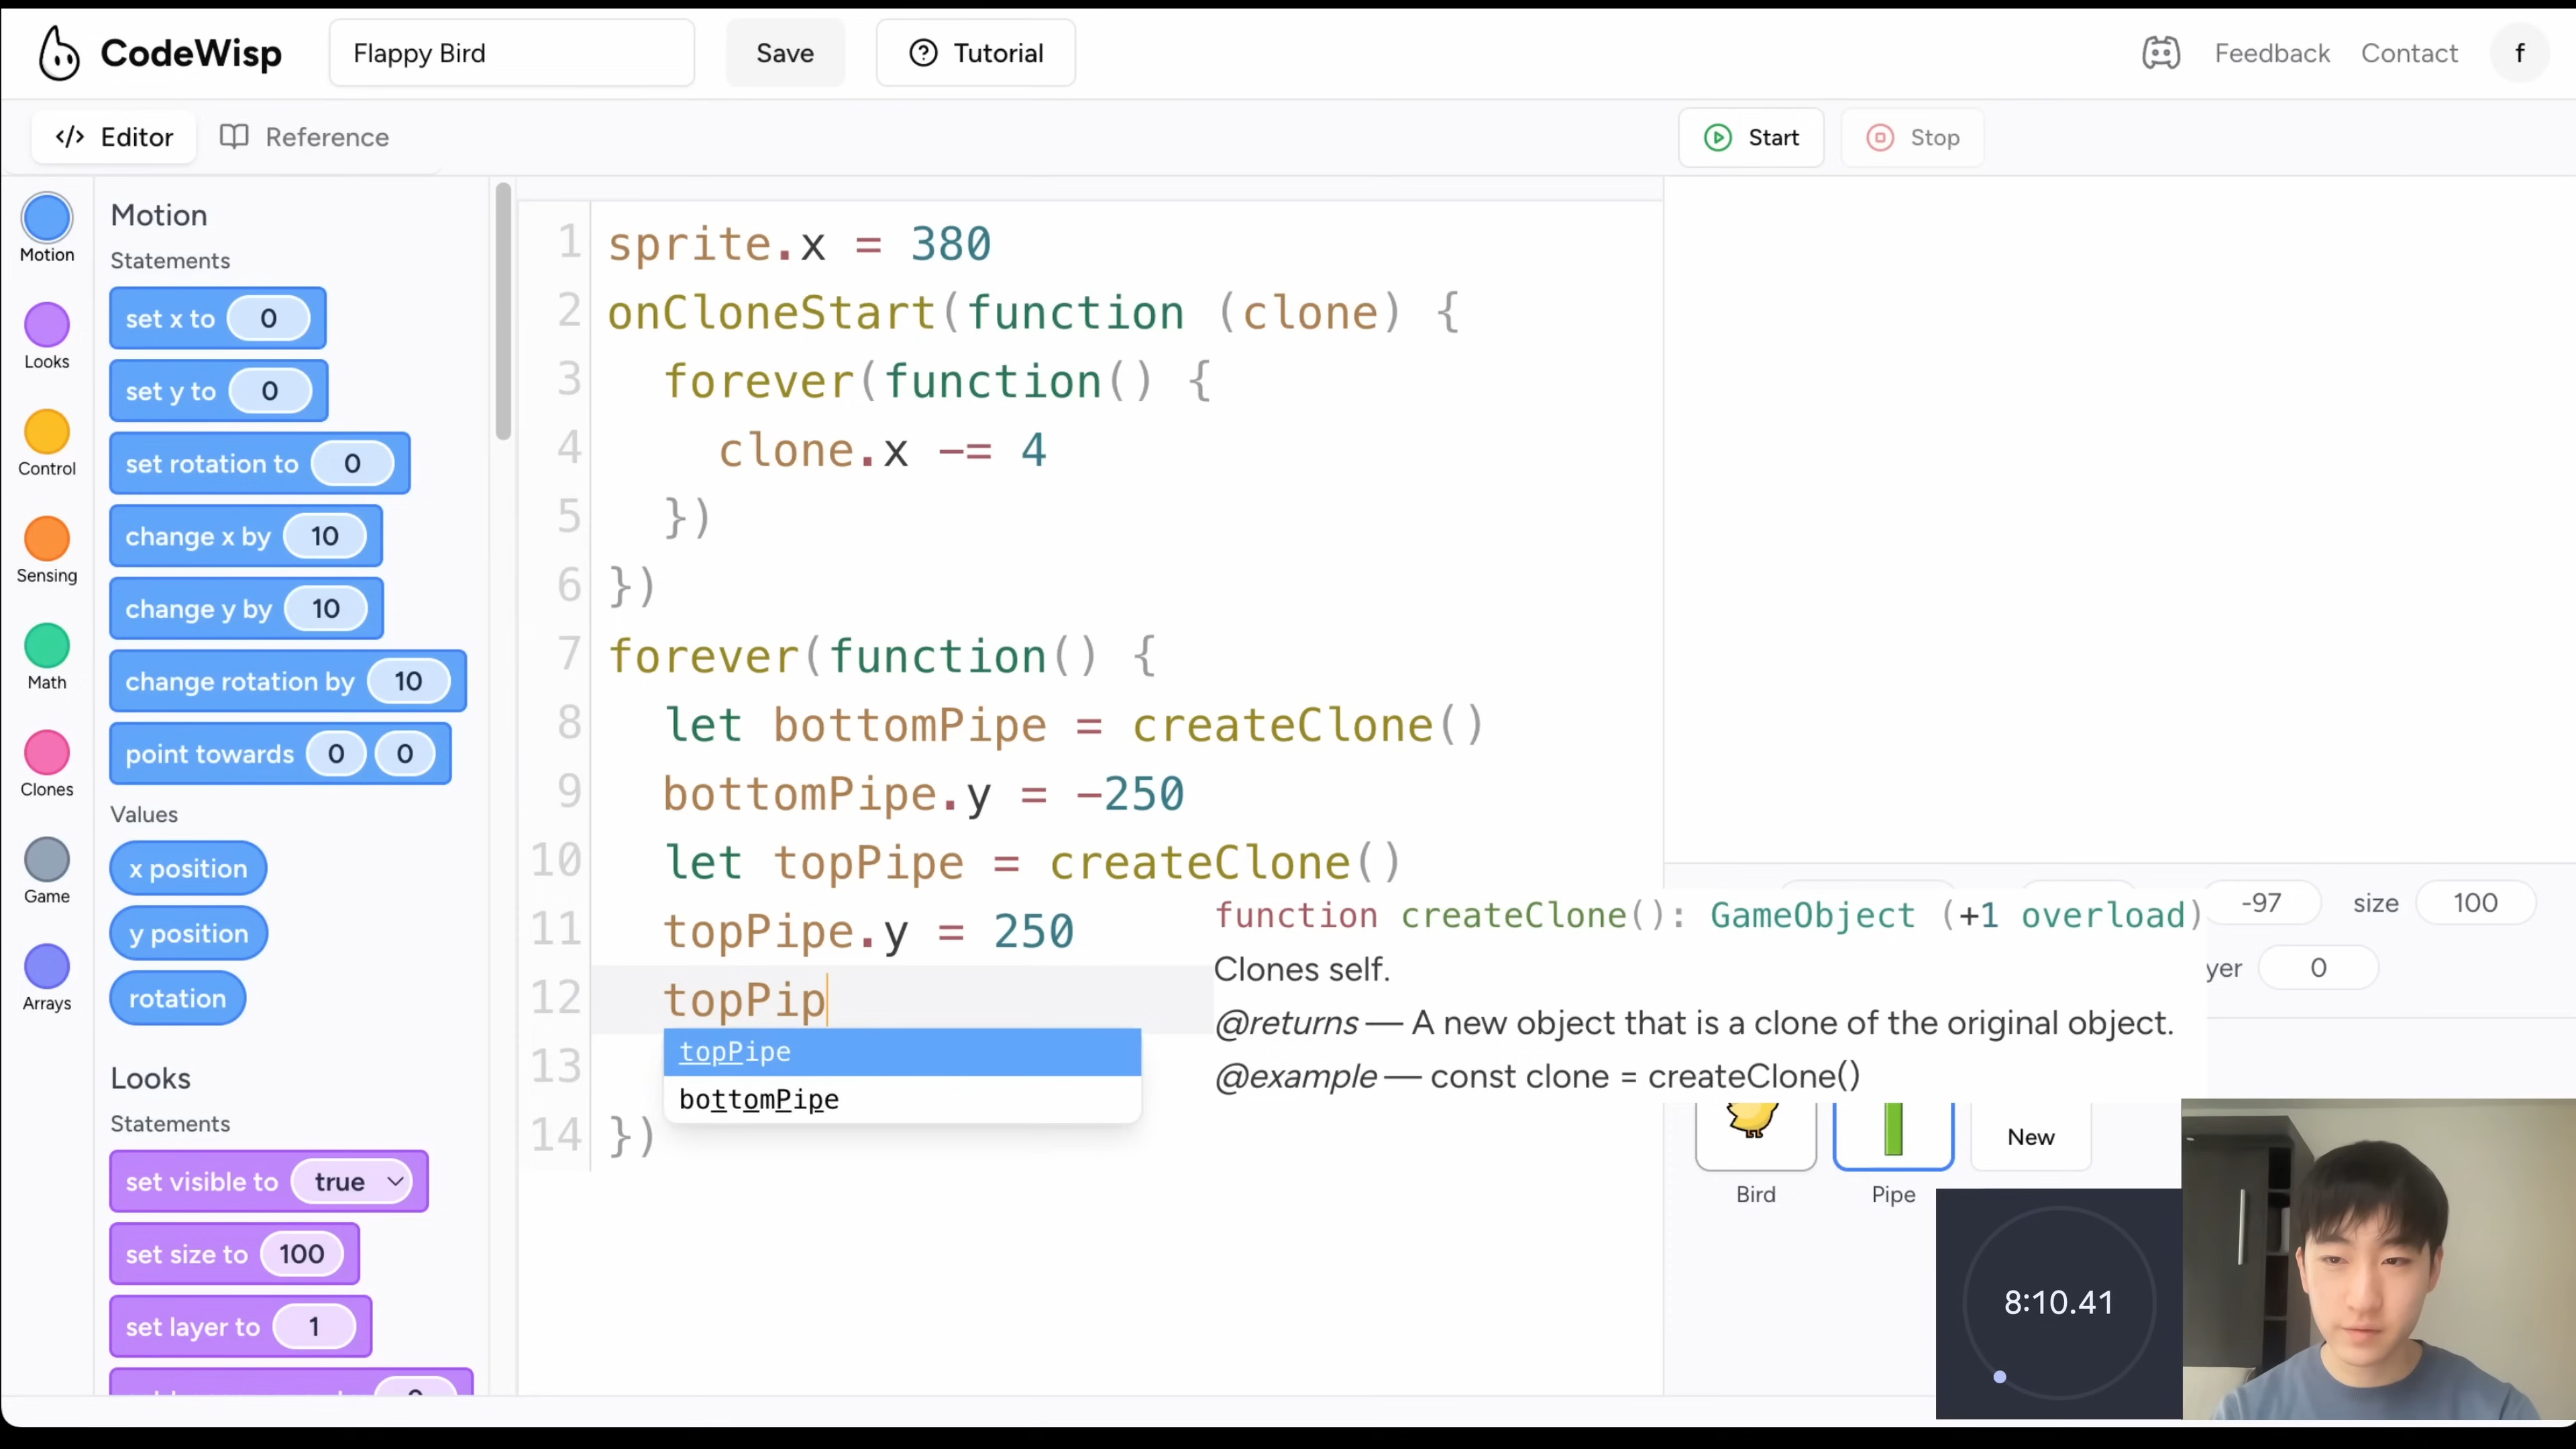 CodeWisp
Flappy Bird
Save
Tutorial
Feedback
Contact
f
Editor
Reference
Start
Stop
Motion
Looks
Control
Sensing
Math
Clones
Game
Arrays
Motion
Statements
set x to 0
set y to 0
set rotation to 0
change x by 10
change y by 10
change rotation by 10
point towards 0 0
Values
x position
y position
rotation
Looks
Statements
set visible to true
set size to 100
set layer to 1
1 sprite.x = 380
2 onCloneStart(function (clone) {
3 forever(function() {
4 clone.x -= 4
5 })
6 })
7 forever(function() {
8 let bottomPipe = createClone()
9 bottomPipe.y = -250
10 let topPipe = createClone()
11 topPipe.y = 250
12 topPip
13
14 })
topPipe
bottomPipe
function createClone(): GameObject (+1 overload)
Clones self.
@returns — A new object that is a clone of the original object.
@example — const clone = createClone()
-97
size 100
yer 0
Bird
Pipe
New
8:10.41